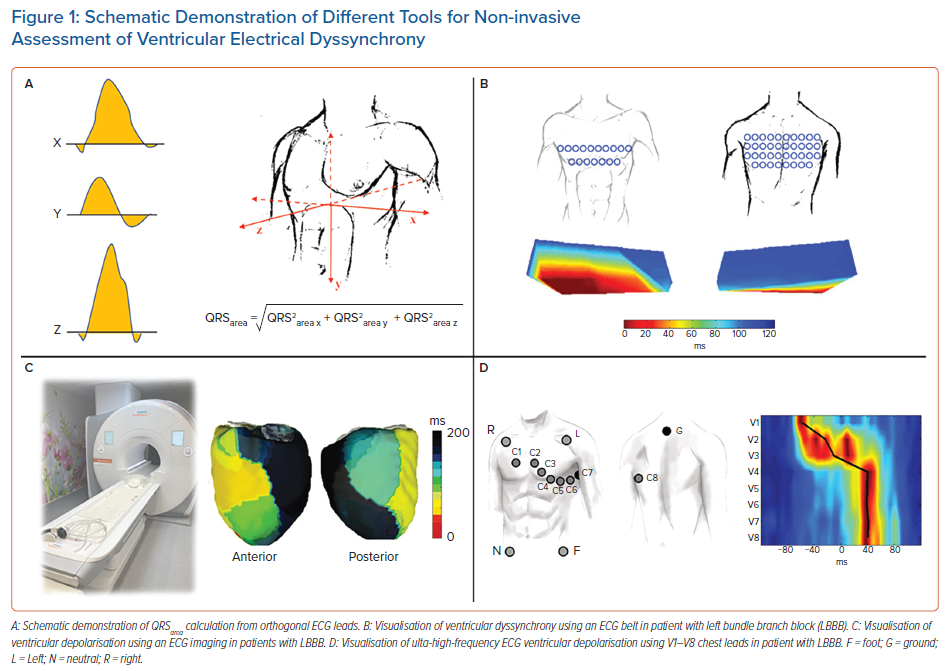 Figure 1: Schematic Demonstration of Different Tools for Non-invasive
Assessment of Ventricular Electrical Dyssynchrony
A
X
Y
Z
x
z
y
QRSarea = √QRS²area x + QRS²area y + QRS²area z
B
0 20 40 60 80 100 120
ms
C
ms
200
0
Anterior
Posterior
D
R
L
C1
C2
C3
C4
C5
C6
C7
N
F
G
C8
V1
V2
V3
V4
V5
V6
V7
V8
−80 −40 0 40 80
ms
A: Schematic demonstration of QRSarea calculation from orthogonal ECG leads. B: Visualisation of ventricular dyssynchrony using an ECG belt in patient with left bundle branch block (LBBB). C: Visualisation of
ventricular depolarisation using an ECG imaging in patients with LBBB. D: Visualisation of ulta-high-frequency ECG ventricular depolarisation using V1–V8 chest leads in patient with LBBB. F = foot; G = ground;
L = Left; N = neutral; R = right.